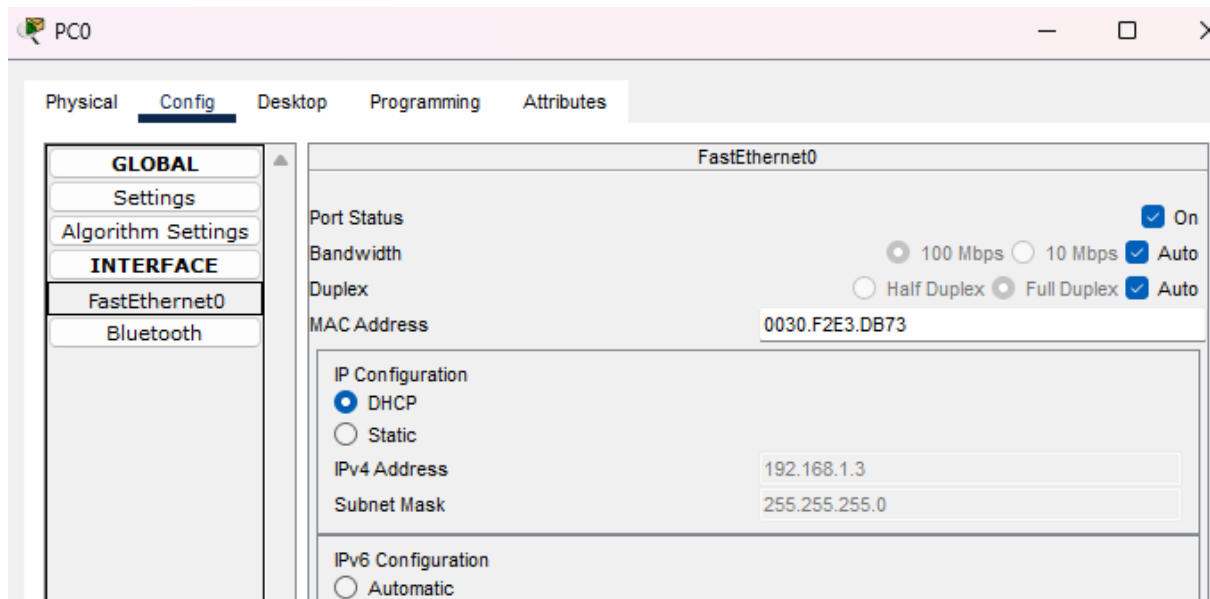 PC0
Physical Config Desktop Programming Attributes
GLOBAL
Settings
Algorithm Settings
INTERFACE
FastEthernet0
Bluetooth
FastEthernet0
Port Status On
Bandwidth 100 Mbps 10 Mbps Auto
Duplex Half Duplex Full Duplex Auto
MAC Address 0030.F2E3.DB73
IP Configuration
DHCP
Static
IPv4 Address 192.168.1.3
Subnet Mask 255.255.255.0
IPv6 Configuration
Automatic